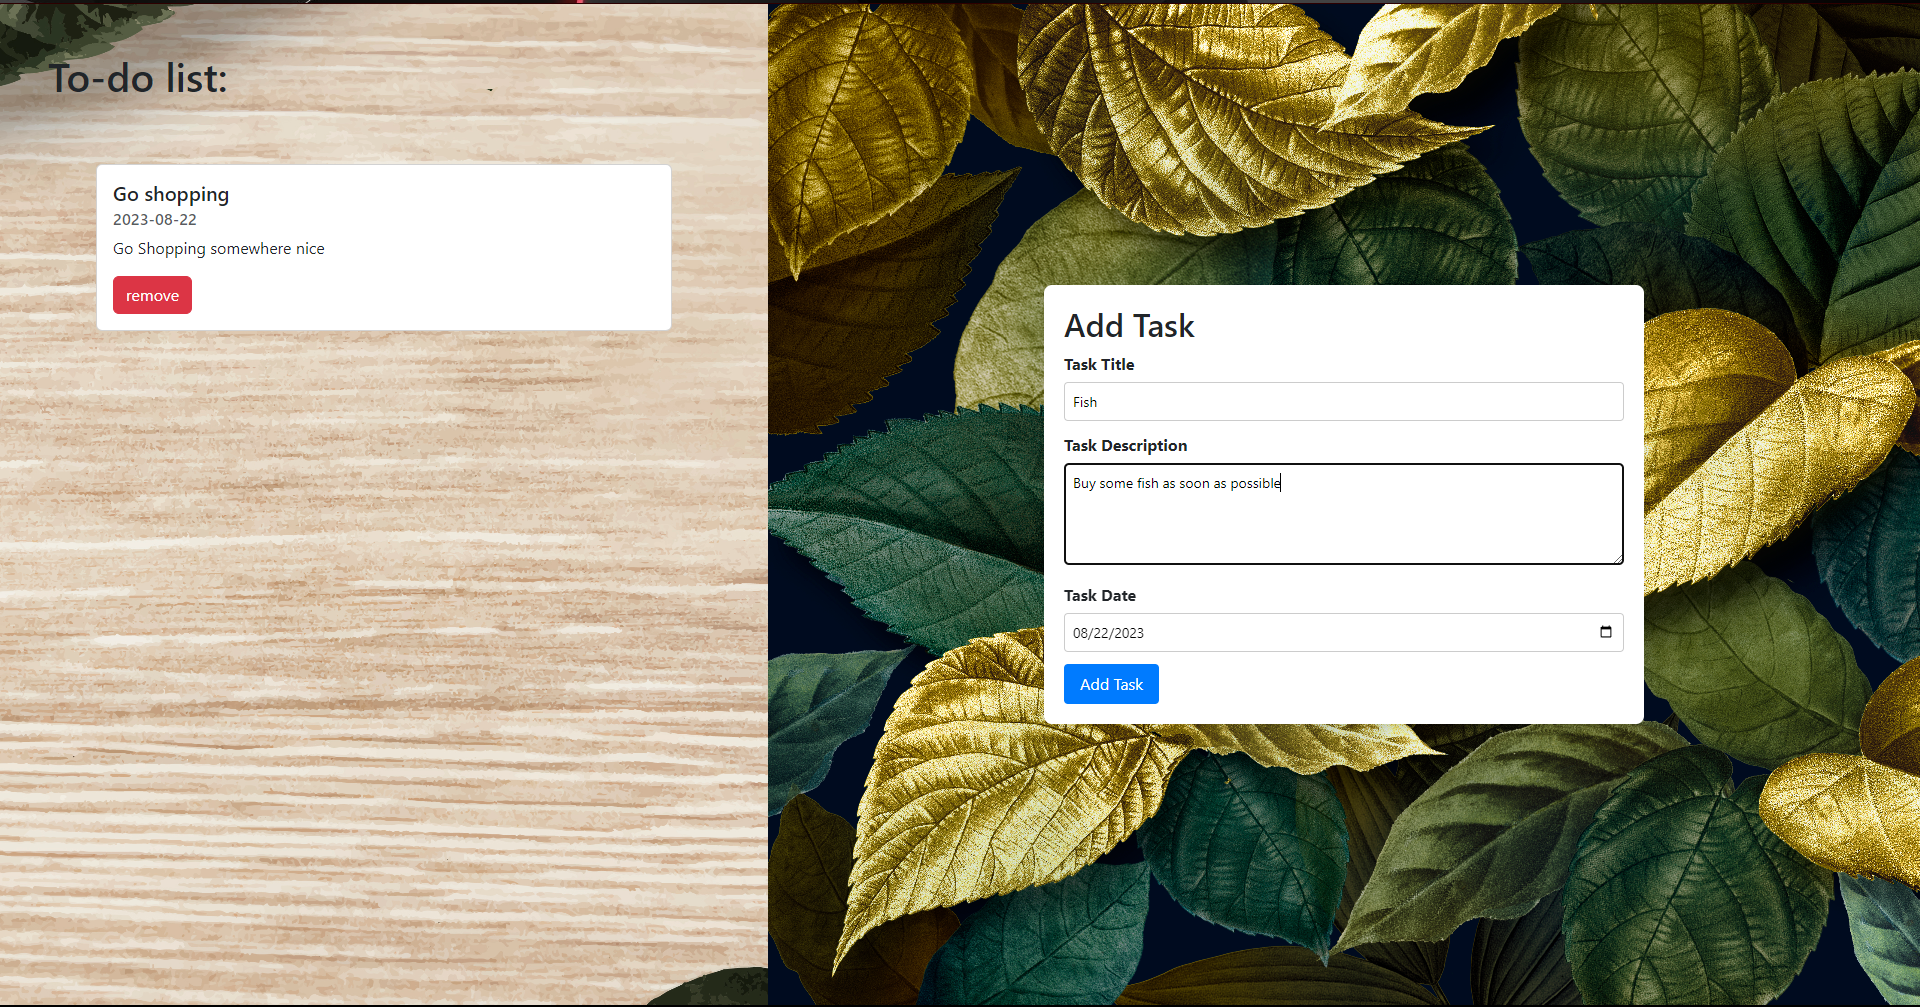 To-do list:
Go shopping
2023-08-22
Go Shopping somewhere nice
remove
Add Task
Task Title
Fish
Task Description
Buy some fish as soon as possible
Task Date
08/22/2023
Add Task